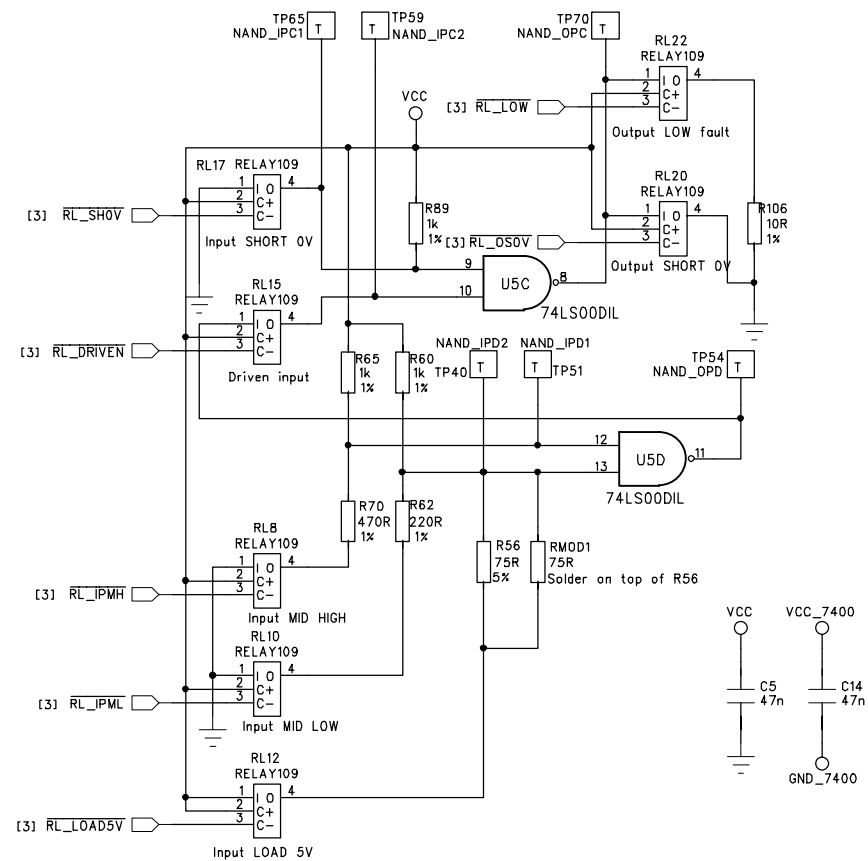 TP65
NAND_IPC1
T
TP59
NAND_IPC2
T
TP70
NAND_OPC
T
RL22
RELAY109
1 I O 4
2 C+
3 C-
[3] RL_LOW
Output LOW fault
VCC
RL17 RELAY109
1 I O 4
2 C+
3 C-
[3] RL_SH0V
Input SHORT 0V
R89
1k
1%
RL20
RELAY109
1 I O 4
2 C+
3 C-
[3] RL_OS0V
Output SHORT 0V
R106
10R
1%
9
10
U5C
8
74LS00DIL
RL15
RELAY109
1 I O 4
2 C+
3 C-
[3] RL_DRIVEN
Driven input
R65
1k
1%
R60
1k
1%
NAND_IPD2
TP40
T
NAND_IPD1
T
TP51
TP54
NAND_OPD
T
12
13
U5D
11
74LS00DIL
R70
470R
1%
R62
220R
1%
RL8
RELAY109
1 I O 4
2 C+
3 C-
[3] RL_IPMH
Input MID HIGH
R56
75R
5%
RMOD1
75R
Solder on top of R56
RL10
RELAY109
1 I O 4
2 C+
3 C-
[3] RL_IPML
Input MID LOW
VCC
C5
47n
VCC_7400
C14
47n
GND_7400
RL12
RELAY109
1 I O 4
2 C+
3 C-
[3] RL_LOAD5V
Input LOAD 5V